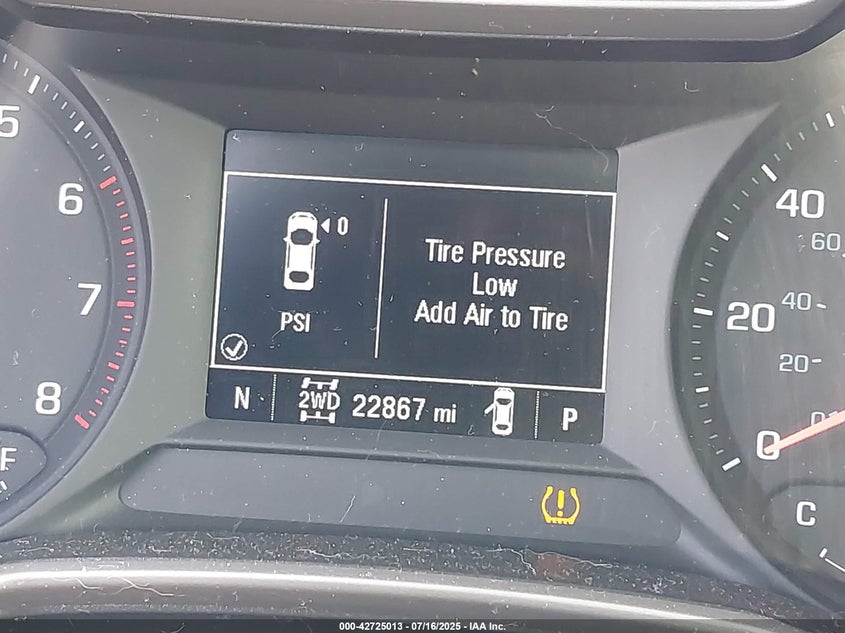 5
6
7
8
F
0
PSI
Tire Pressure
Low
Add Air to Tire
N
2WD
22867 mi
P
40
60
20
40
20
0
0
C
000-42725013 - 07/16/2025 - IAA Inc.